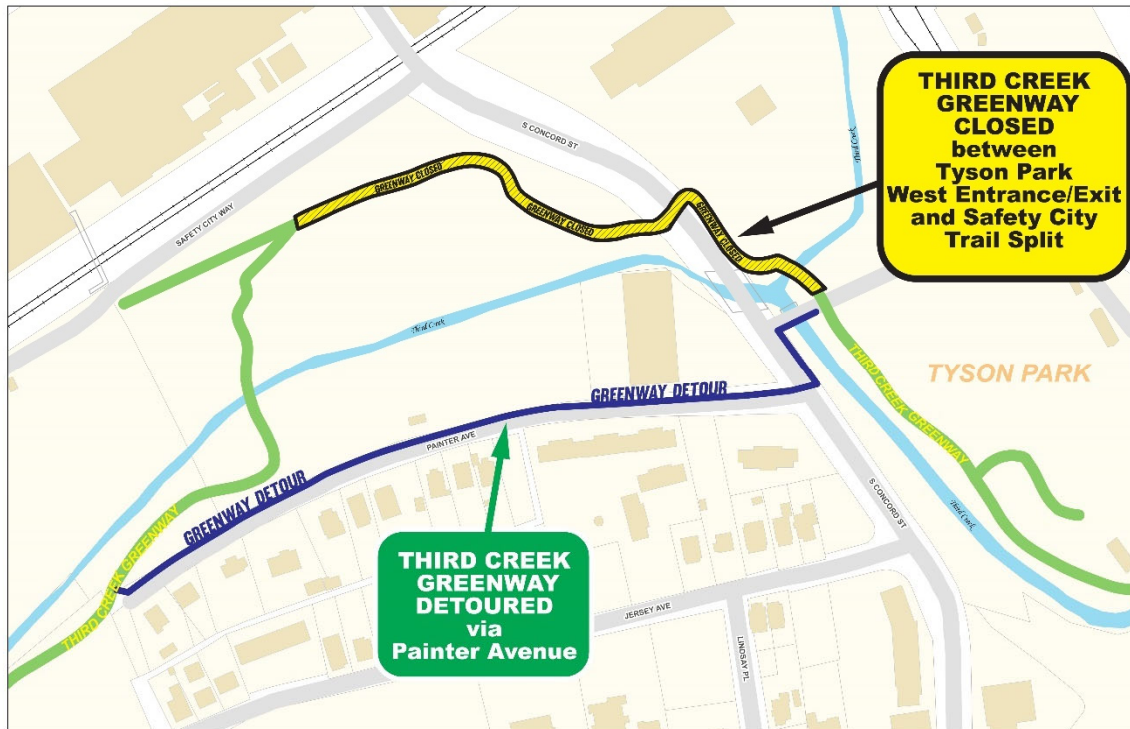 S CONCORD ST
Third Creek
THIRD CREEK
GREENWAY
CLOSED
between
Tyson Park
West Entrance/Exit
and Safety City
Trail Split
GREENWAY CLOSED
GREENWAY CLOSED
GREENWAY CLOSED
SAFETY CITY WAY
Third Creek
THIRD CREEK GREENWAY
TYSON PARK
GREENWAY DETOUR
PAINTER AVE
GREENWAY DETOUR
THIRD CREEK GREENWAY
S CONCORD ST
Third Creek
THIRD CREEK
GREENWAY
DETOURED
via
Painter Avenue
JERSEY AVE
LINDSAY PL